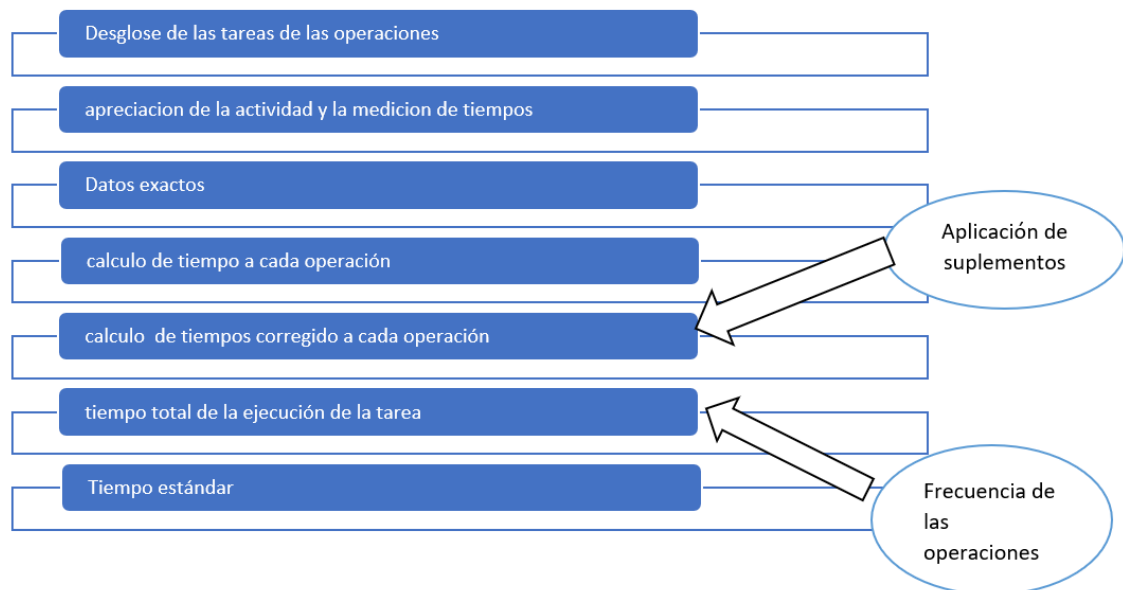 Desglose de las tareas de las operaciones
apreciacion de la actividad y la medicion de tiempos
Datos exactos
calculo de tiempo a cada operación
calculo  de tiempos corregido a cada operación
tiempo total de la ejecución de la tarea
Tiempo estándar
Aplicación de
suplementos
Frecuencia de
las
operaciones